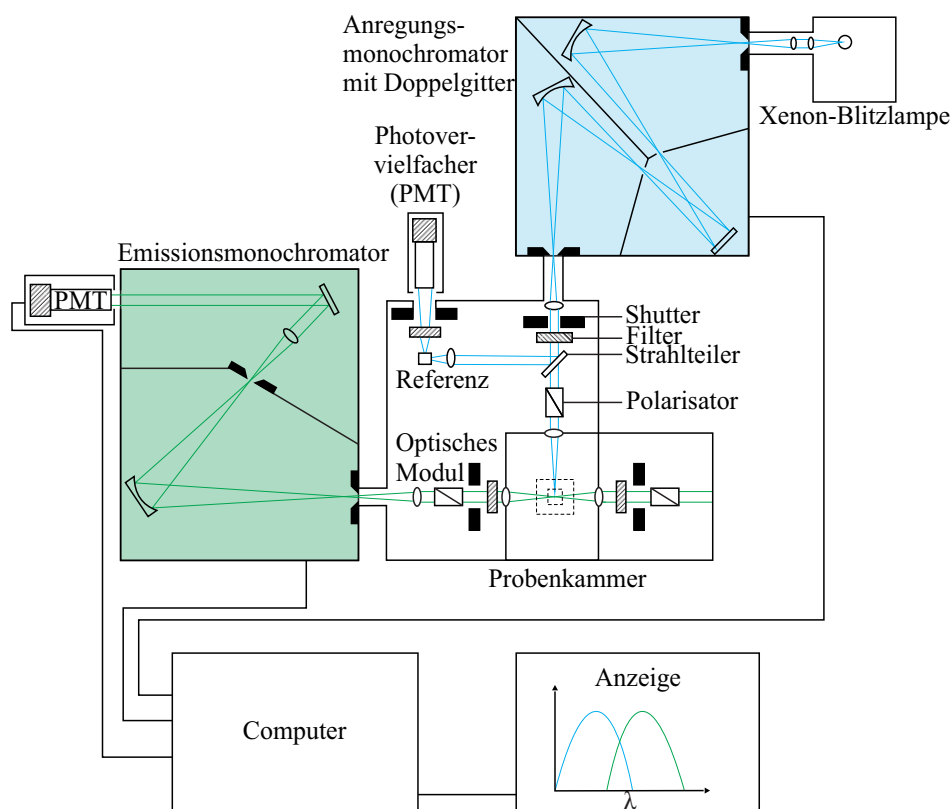 Anregungs-
monochromator
mit Doppelgitter
Xenon-Blitzlampe
Photover-
vielfacher
(PMT)
Emissionsmonochromator
PMT
Shutter
Filter
Strahlteiler
Referenz
Polarisator
Optisches
Modul
Probenkammer
Computer
Anzeige
λ